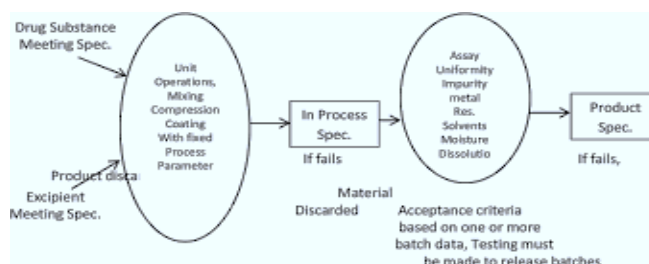 Drug Substance
Meeting Spec.
Unit
Operations,
Mixing
Compression
Coating
With fixed
Process
Parameter
Product disca
Excipient
Meeting Spec.
In Process
Spec.
If fails
Material
Discarded
Assay
Uniformity
Impurity
metal
Res.
Solvents
Moisture
Dissolutio
Acceptance criteria
based on one or more
batch data, Testing must
be made to release batches
Product
Spec.
If fails,